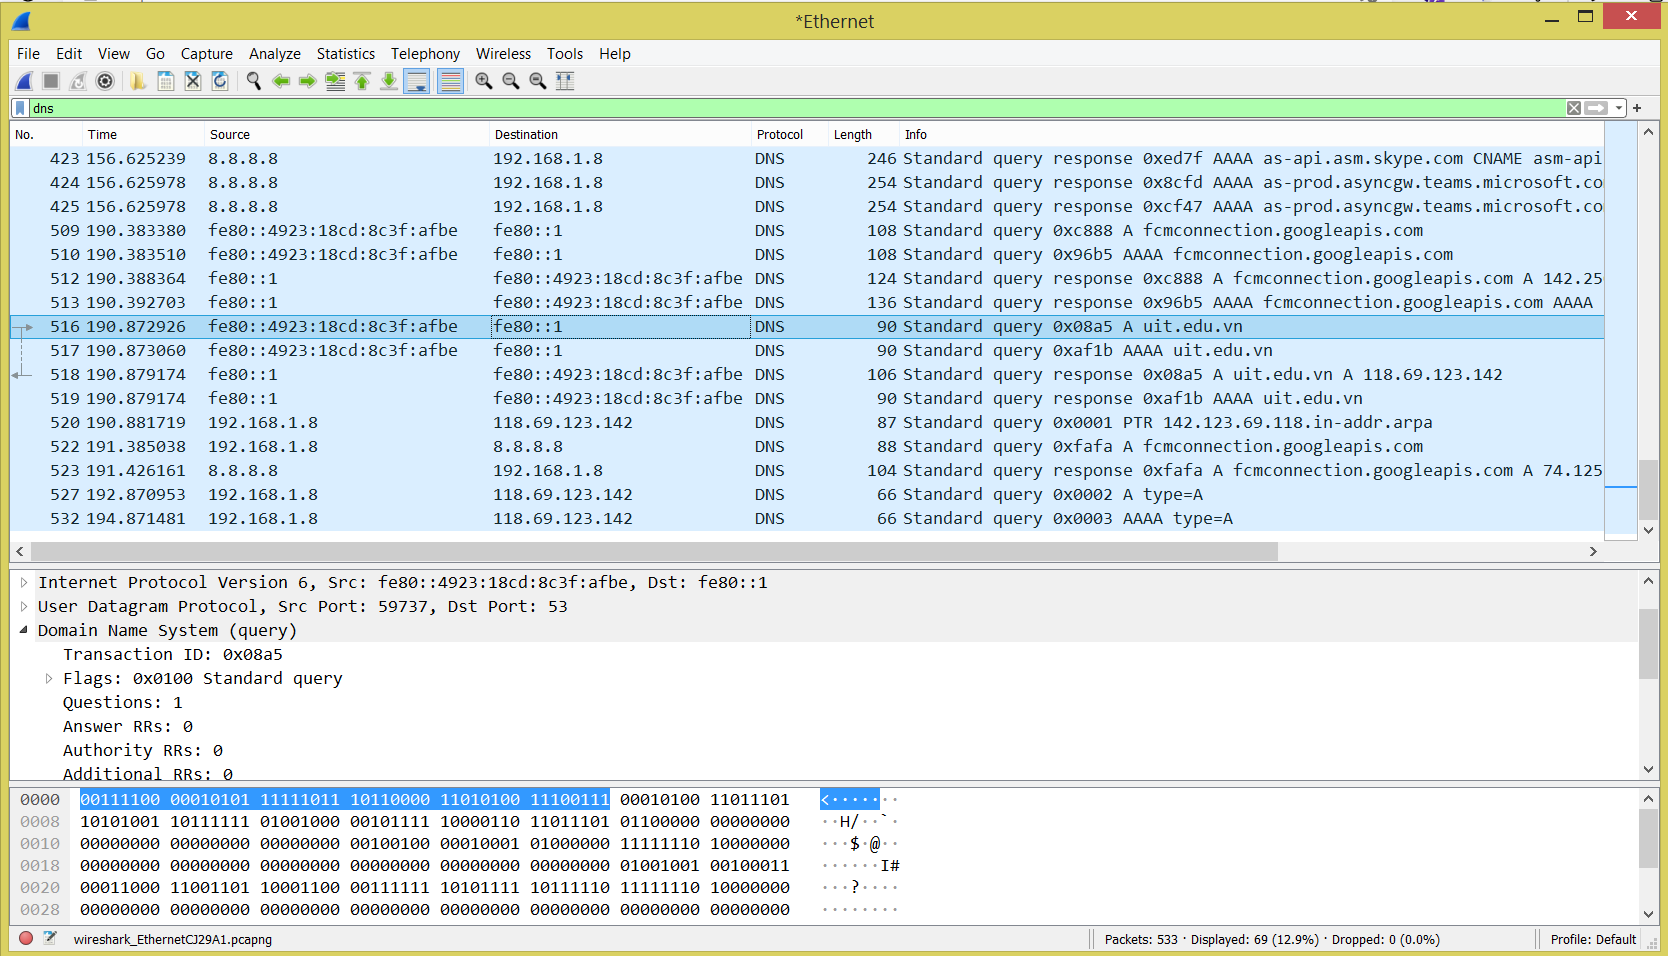 *Ethernet
File Edit View Go Capture Analyze Statistics Telephony Wireless Tools Help
dns
No. Time Source Destination Protocol Length Info
423 156.625239 8.8.8.8 192.168.1.8 DNS 246 Standard query response 0xed7f AAAA as-api.asm.skype.com CNAME asm-api
424 156.625978 8.8.8.8 192.168.1.8 DNS 254 Standard query response 0x8cfd AAAA as-prod.asyncgw.teams.microsoft.co
425 156.625978 8.8.8.8 192.168.1.8 DNS 254 Standard query response 0xcf47 AAAA as-prod.asyncgw.teams.microsoft.co
509 190.383380 fe80::4923:18cd:8c3f:afbe fe80::1 DNS 108 Standard query 0xc888 A fcmconnection.googleapis.com
510 190.383510 fe80::4923:18cd:8c3f:afbe fe80::1 DNS 108 Standard query 0x96b5 AAAA fcmconnection.googleapis.com
512 190.388364 fe80::1 fe80::4923:18cd:8c3f:afbe DNS 124 Standard query response 0xc888 A fcmconnection.googleapis.com A 142.25
513 190.392703 fe80::1 fe80::4923:18cd:8c3f:afbe DNS 136 Standard query response 0x96b5 AAAA fcmconnection.googleapis.com AAAA
516 190.872926 fe80::4923:18cd:8c3f:afbe fe80::1 DNS 90 Standard query 0x08a5 A uit.edu.vn
517 190.873060 fe80::4923:18cd:8c3f:afbe fe80::1 DNS 90 Standard query 0xaf1b AAAA uit.edu.vn
518 190.879174 fe80::1 fe80::4923:18cd:8c3f:afbe DNS 106 Standard query response 0x08a5 A uit.edu.vn A 118.69.123.142
519 190.879174 fe80::1 fe80::4923:18cd:8c3f:afbe DNS 90 Standard query response 0xaf1b AAAA uit.edu.vn
520 190.881719 192.168.1.8 118.69.123.142 DNS 87 Standard query 0x0001 PTR 142.123.69.118.in-addr.arpa
522 191.385038 192.168.1.8 8.8.8.8 DNS 88 Standard query 0xfafa A fcmconnection.googleapis.com
523 191.426161 8.8.8.8 192.168.1.8 DNS 104 Standard query response 0xfafa A fcmconnection.googleapis.com A 74.125
527 192.870953 192.168.1.8 118.69.123.142 DNS 66 Standard query 0x0002 A type=A
532 194.871481 192.168.1.8 118.69.123.142 DNS 66 Standard query 0x0003 AAAA type=A
Internet Protocol Version 6, Src: fe80::4923:18cd:8c3f:afbe, Dst: fe80::1
User Datagram Protocol, Src Port: 59737, Dst Port: 53
Domain Name System (query)
Transaction ID: 0x08a5
Flags: 0x0100 Standard query
Questions: 1
Answer RRs: 0
Authority RRs: 0
Additional RRs: 0
0000 00111100 00010101 11111011 10110000 11010100 11100111 00010100 11011101 <·······
0008 10101001 10111111 01001000 00101111 10000110 11011101 01100000 00000000 ··H/··`·
0010 00000000 00000000 00000000 00100100 00010001 01000000 11111110 10000000 ···$·@··
0018 00000000 00000000 00000000 00000000 00000000 00000000 01001001 00100011 ······I#
0020 00011000 11001101 10001100 00111111 10101111 10111110 11111110 10000000 ···?····
0028 00000000 00000000 00000000 00000000 00000000 00000000 00000000 00000000 ········
wireshark_EthernetCJ29A1.pcapng Packets: 533 · Displayed: 69 (12.9%) · Dropped: 0 (0.0%) Profile: Default